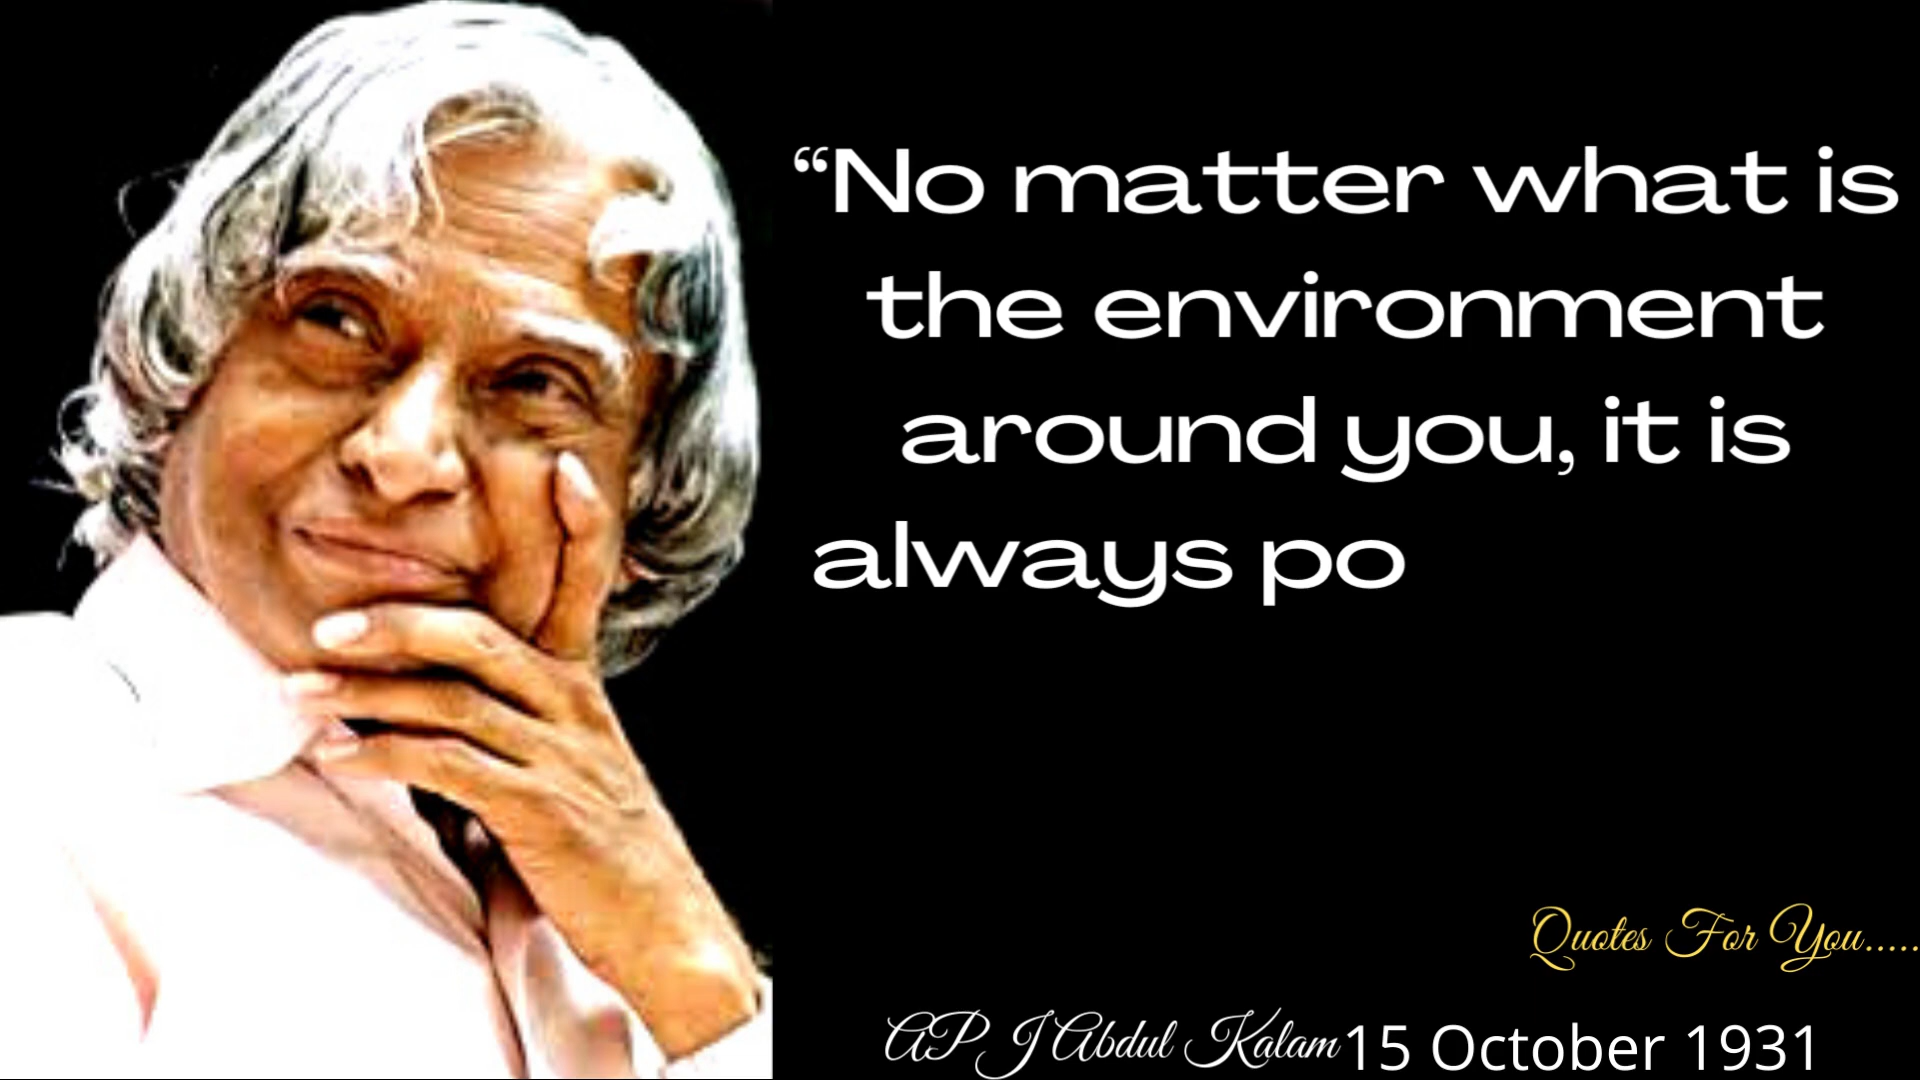 “No matter what is
the environment
around you, it is
always po
Quotes For You.....
AP J Abdul Kalam 15 October 1931